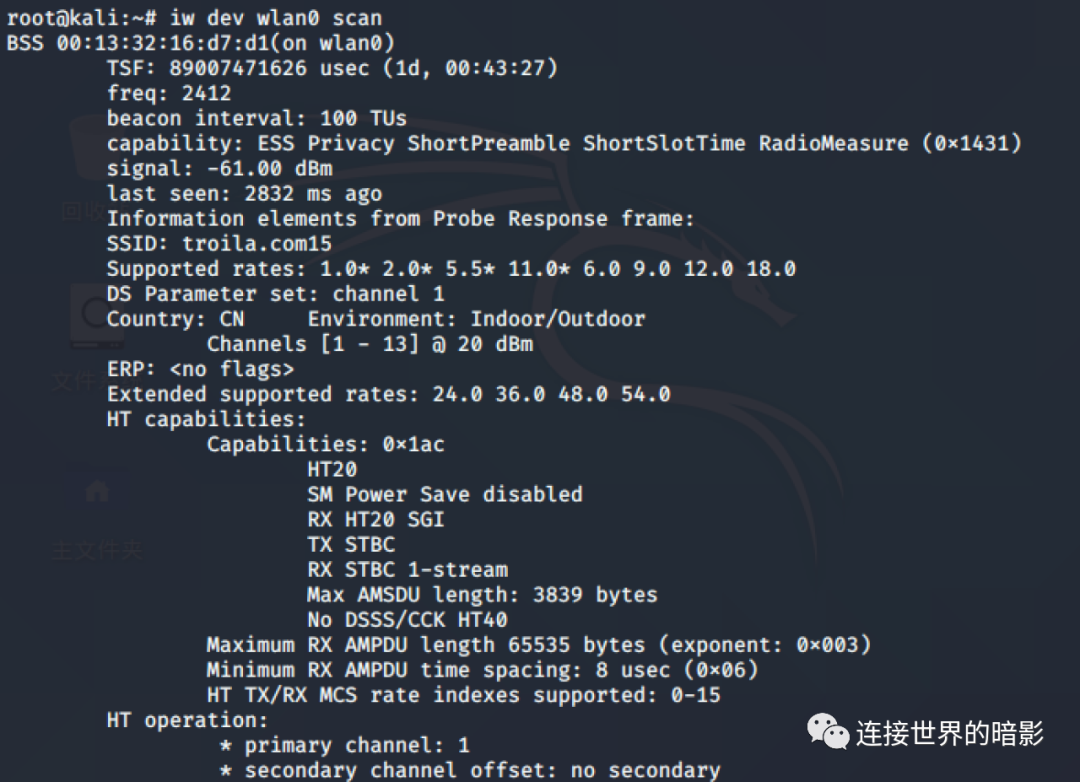 root@kali:~# iw dev wlan0 scan
BSS 00:13:32:16:d7:d1(on wlan0)
TSF: 89007471626 usec (1d, 00:43:27)
freq: 2412
beacon interval: 100 TUs
capability: ESS Privacy ShortPreamble ShortSlotTime RadioMeasure (0×1431)
signal: -61.00 dBm
last seen: 2832 ms ago
回收
Information elements from Probe Response frame:
SSID: troila.com15
Supported rates: 1.0* 2.0* 5.5* 11.0* 6.0 9.0 12.0 18.0
DS Parameter set: channel 1
Country: CN Environment: Indoor/Outdoor
Channels [1 - 13] @ 20 dBm
ERP: <no flags>
文件
Extended supported rates: 24.0 36.0 48.0 54.0
HT capabilities:
Capabilities: 0×1ac
HT20
SM Power Save disabled
RX HT20 SGI
TX STBC
主文件夹
RX STBC 1-stream
Max AMSDU length: 3839 bytes
No DSSS/CCK HT40
Maximum RX AMPDU length 65535 bytes (exponent: 0×003)
Minimum RX AMPDU time spacing: 8 usec (0×06)
HT TX/RX MCS rate indexes supported: 0-15
HT operation:
* primary channel: 1
* secondary channel offset: no secondary
连接世界的暗影